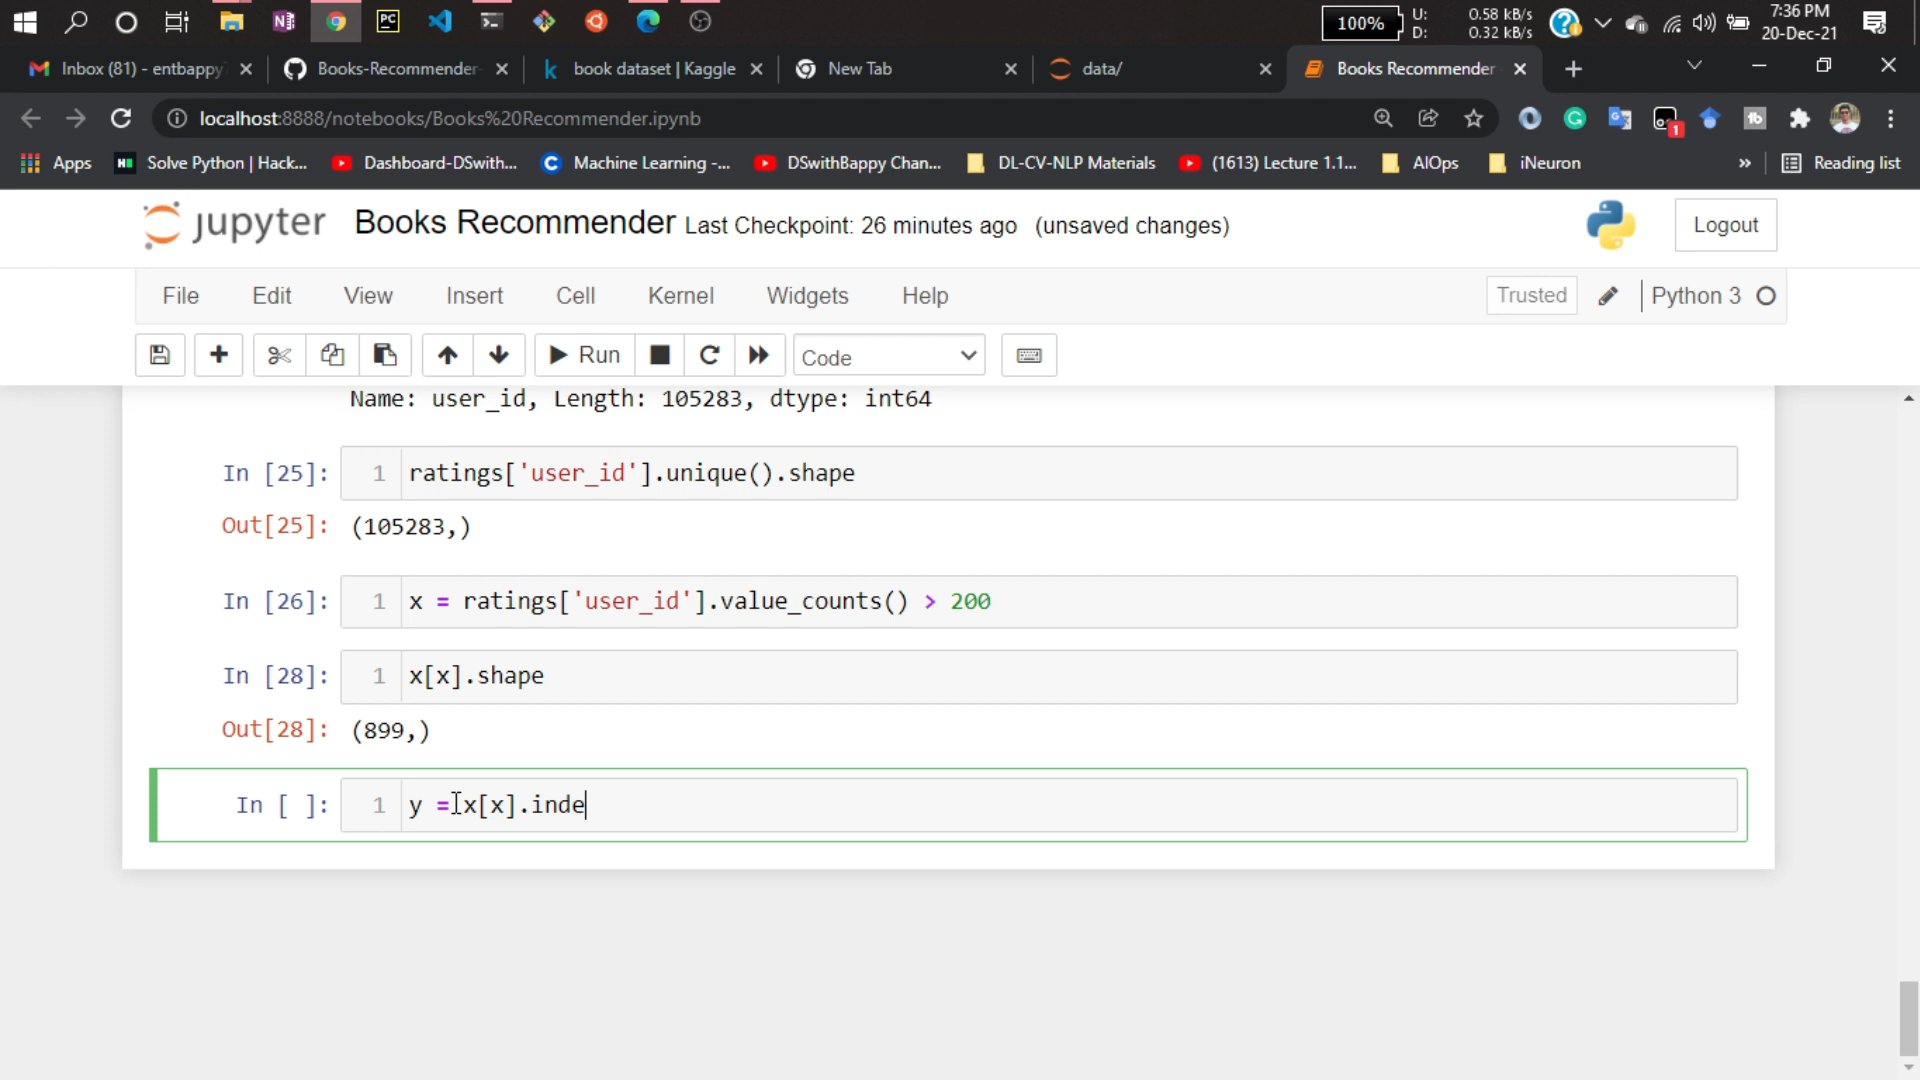 100%
U: 0.58 kB/s
D: 0.32 kB/s
7:36 PM
20-Dec-21
Inbox (81) - entbappy
Books-Recommender-
book dataset | Kaggle
New Tab
data/
Books Recommender
localhost:8888/notebooks/Books%20Recommender.ipynb
1
Apps
Solve Python | Hack...
Dashboard-DSwith...
Machine Learning -...
DSwithBappy Chan...
DL-CV-NLP Materials
(1613) Lecture 1.1...
AIOps
iNeuron
»
Reading list
jupyter Books Recommender Last Checkpoint: 26 minutes ago (unsaved changes)
Logout
File Edit View Insert Cell Kernel Widgets Help
Trusted
Python 3
Run
Code
Name: user_id, Length: 105283, dtype: int64
In [25]: 1 ratings['user_id'].unique().shape
Out[25]: (105283,)
In [26]: 1 x = ratings['user_id'].value_counts() > 200
In [28]: 1 x[x].shape
Out[28]: (899,)
In [ ]: 1 y = x[x].inde